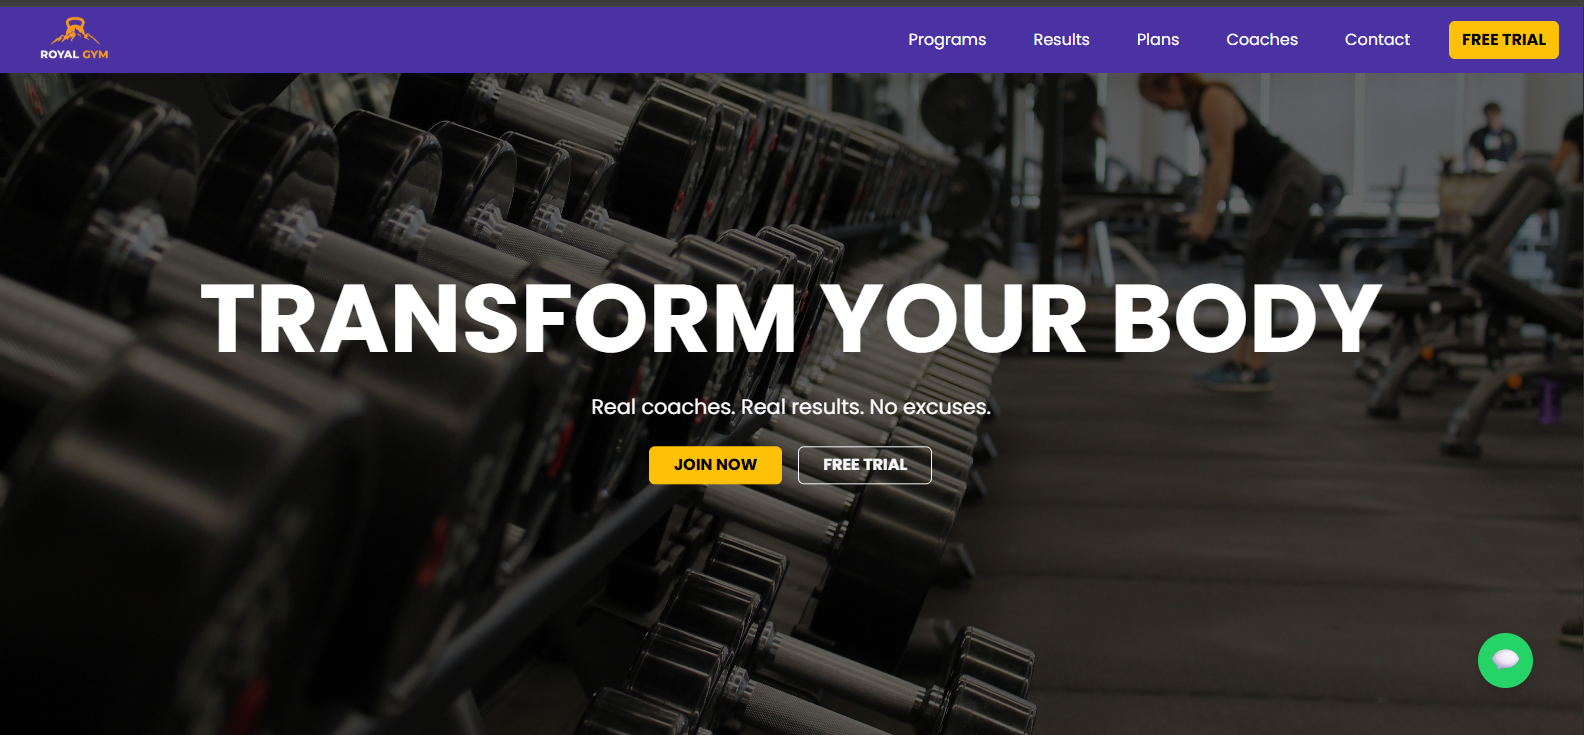 ROYAL GYM
Programs
Results
Plans
Coaches
Contact
FREE TRIAL
TRANSFORM YOUR BODY
Real coaches. Real results. No excuses.
JOIN NOW
FREE TRIAL